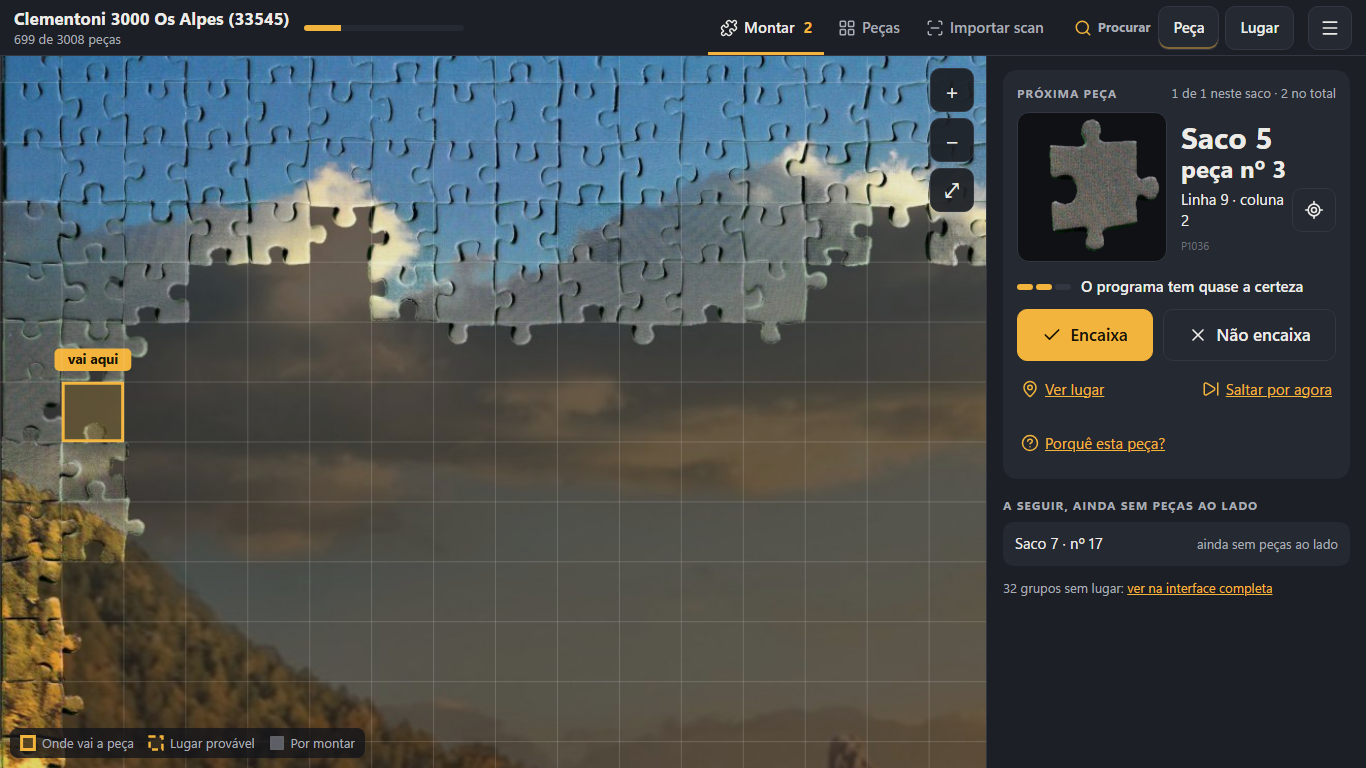 Clementoni 3000 Os Alpes (33545)
699 de 3008 peças
Montar 2
Peças
Importar scan
Procurar
Peça
Lugar
PRÓXIMA PEÇA
1 de 1 neste saco · 2 no total
Saco 5
peça nº 3
Linha 9 · coluna
2
P1036
O programa tem quase a certeza
Encaixa
Não encaixa
Ver lugar
Saltar por agora
Porquê esta peça?
A SEGUIR, AINDA SEM PEÇAS AO LADO
Saco 7 · nº 17
ainda sem peças ao lado
32 grupos sem lugar: ver na interface completa
vai aqui
Onde vai a peça
Lugar provável
Por montar